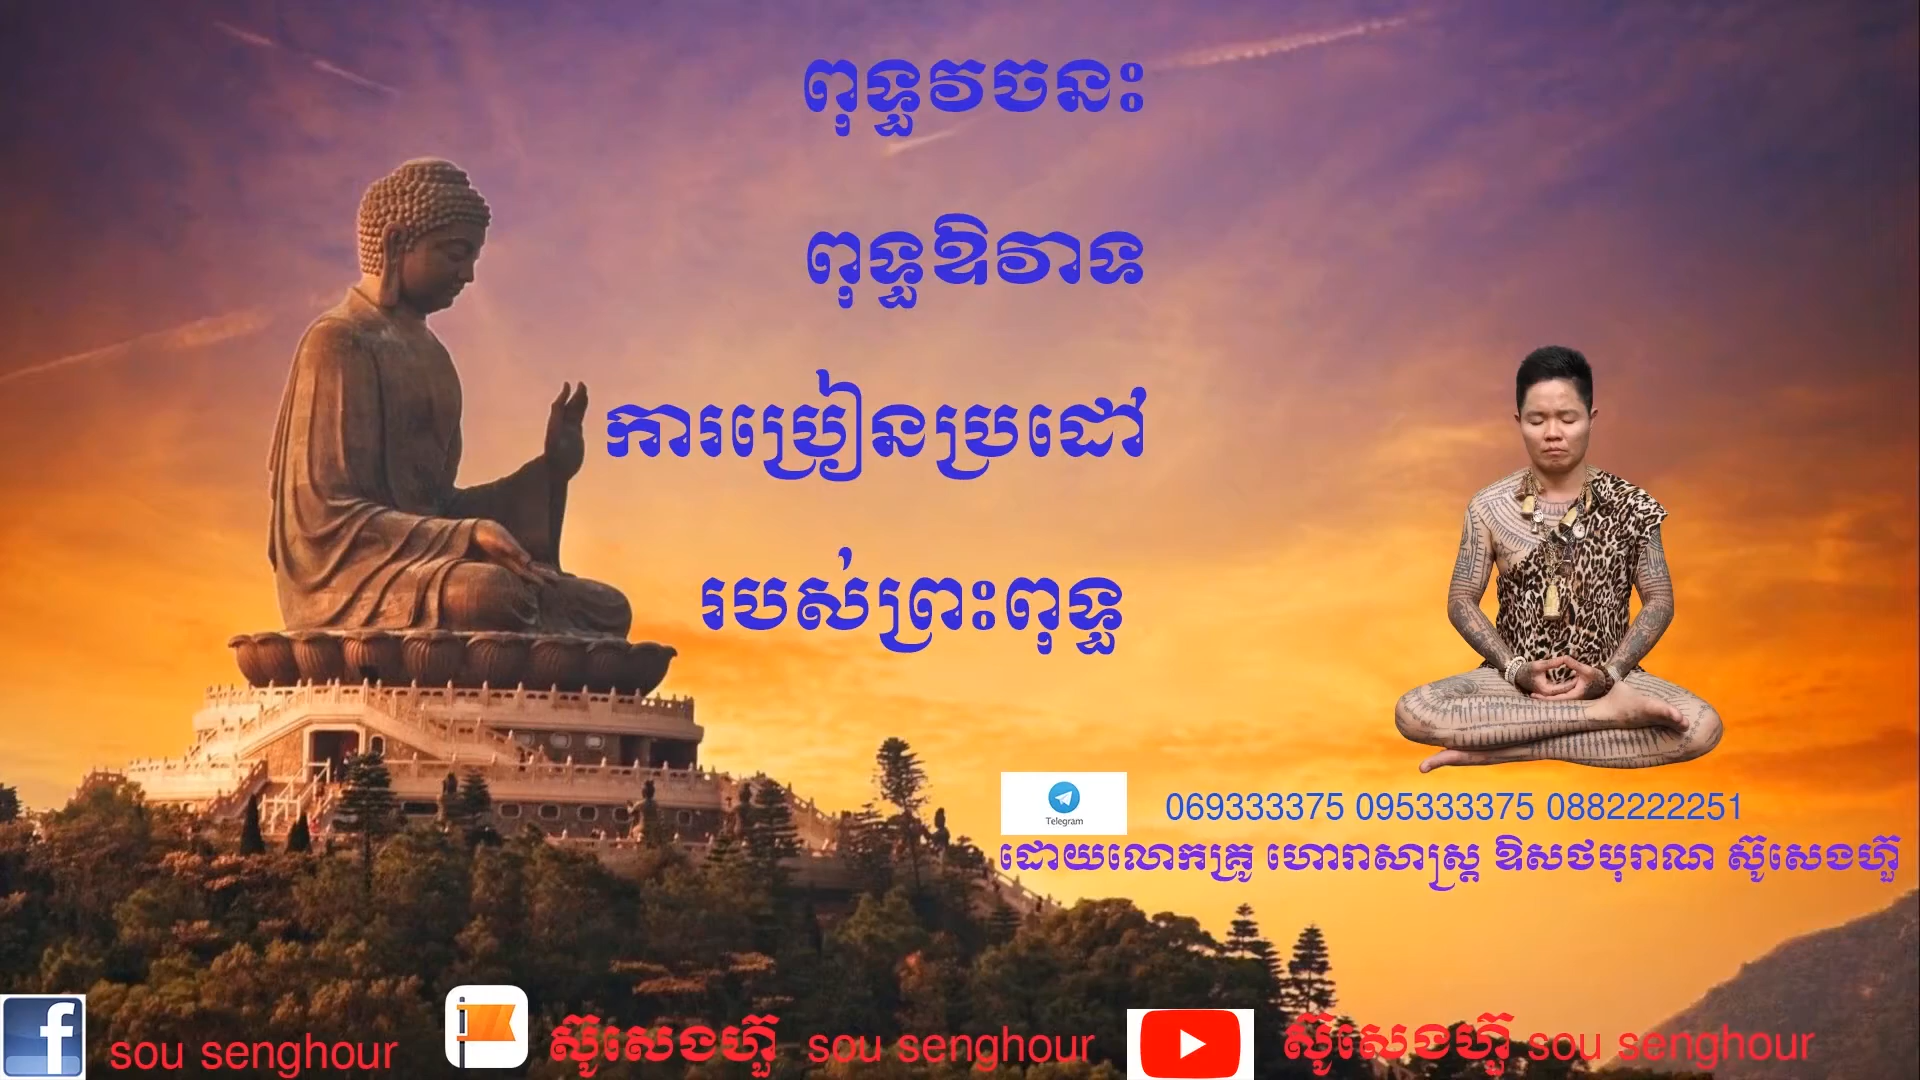 ពុទ្ធវចនះ
ពុទ្ធឱវាទ
ការប្រៀនប្រដៅ
របស់ព្រះពុទ្ធ
Telegram
069333375 095333375 0882222251
ដោយលោកគ្រូ ហោរាសាស្ត្រ ឱសថបុរាណ ស៊ូសេងហ៊ួ
sou senghour
ស៊ូសេងហ៊ួ sou senghour
ស៊ូសេងហ៊ួ sou senghour